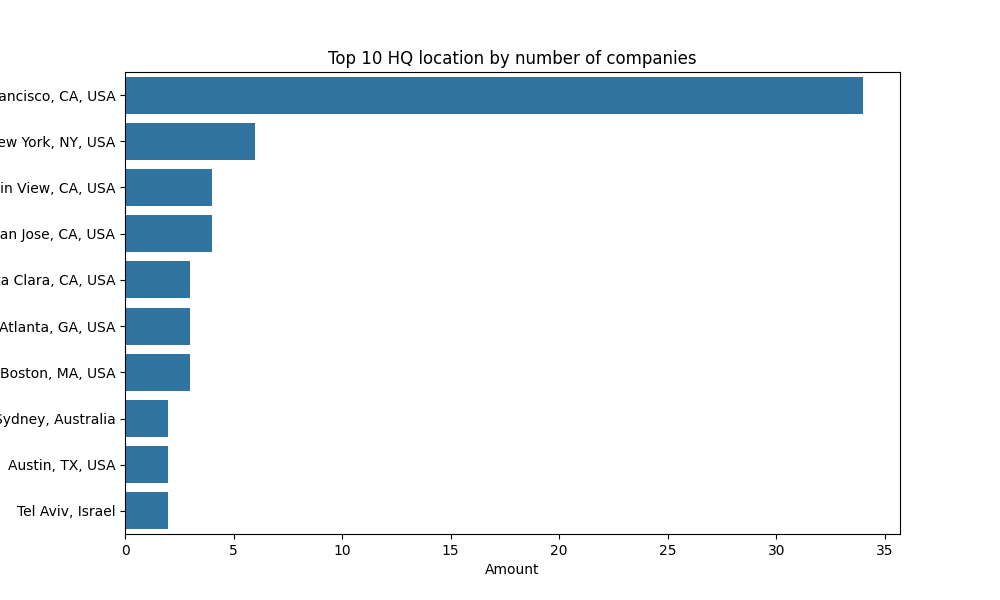 Top 10 HQ location by number of companies
ancisco, CA, USA
ew York, NY, USA
in View, CA, USA
an Jose, CA, USA
a Clara, CA, USA
Atlanta, GA, USA
Boston, MA, USA
Sydney, Australia
Austin, TX, USA
Tel Aviv, Israel
0 5 10 15 20 25 30 35
Amount